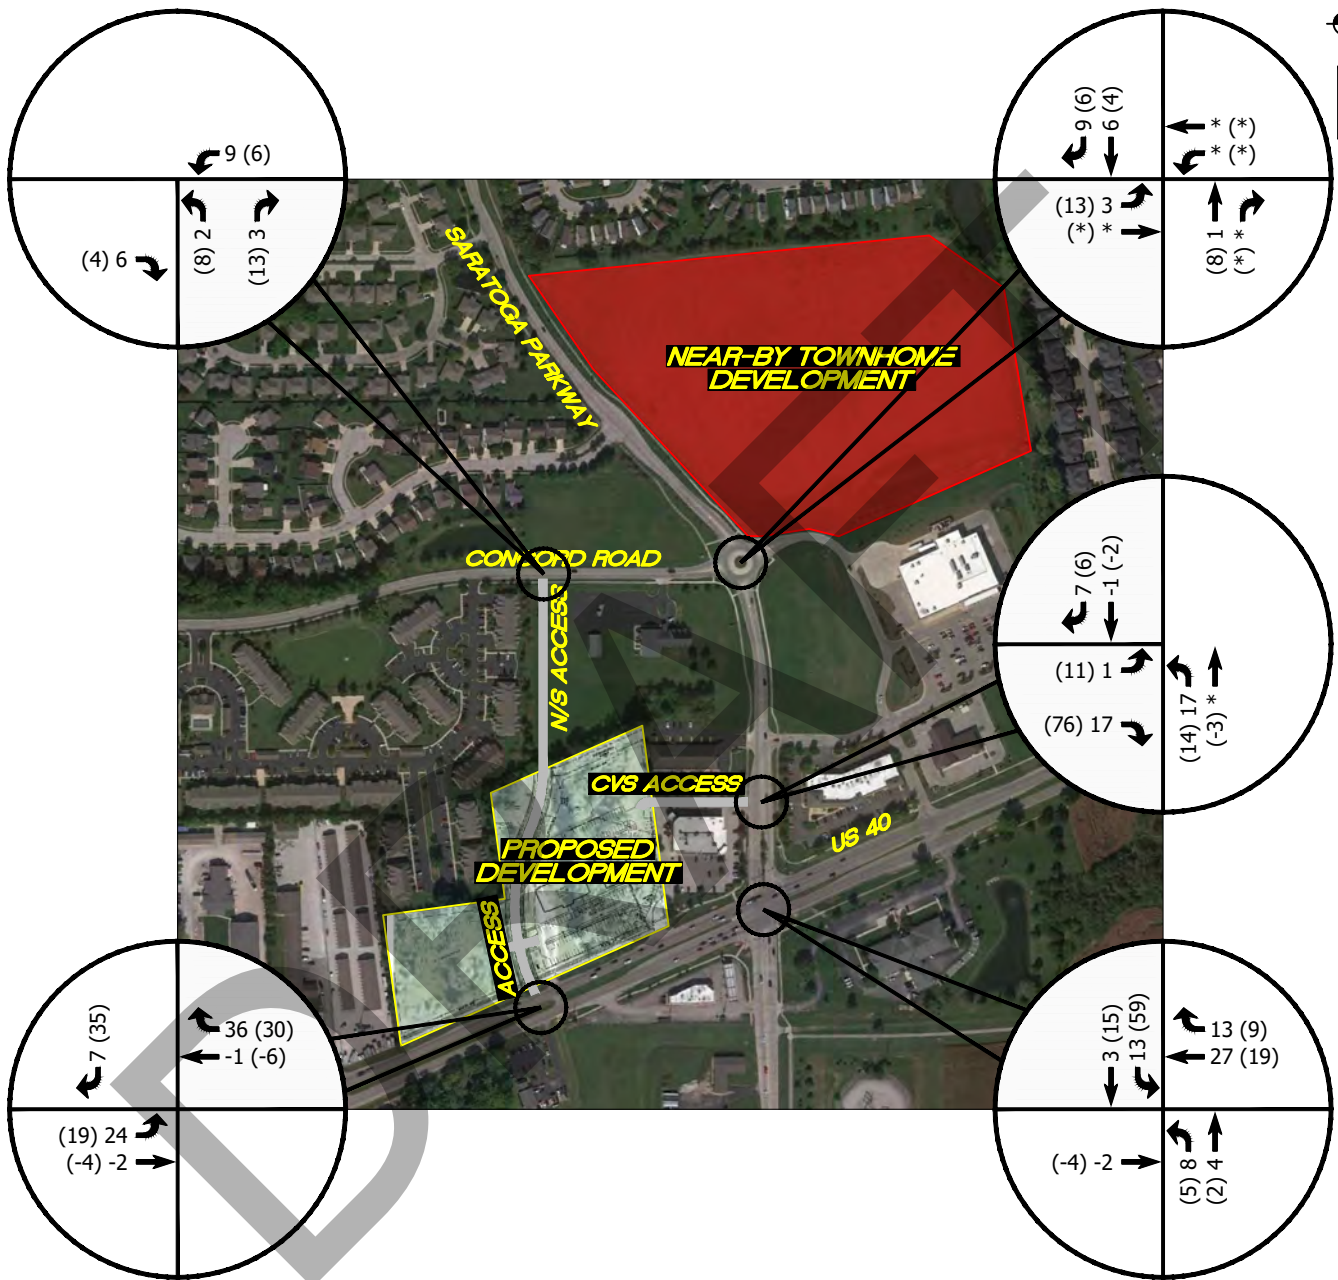 9 (6)
(8) 2
(13) 3
(4) 6
9 (6)
6 (4)
* (*)
* (*)
(13) 3
(*) *
(8) 1
(*) *
SARATOGA PARKWAY
NEAR-BY TOWNHOME
DEVELOPMENT
CONCORD ROAD
N/S ACCESS
7 (6)
-1 (-2)
(11) 1
(76) 17
(14) 17
(-3) *
CVS ACCESS
US 40
PROPOSED
DEVELOPMENT
ACCESS
7 (35)
36 (30)
-1 (-6)
(19) 24
(-4) -2
3 (15)
13 (59)
13 (9)
27 (19)
(-4) -2
(5) 8
(2) 4
DRAFT